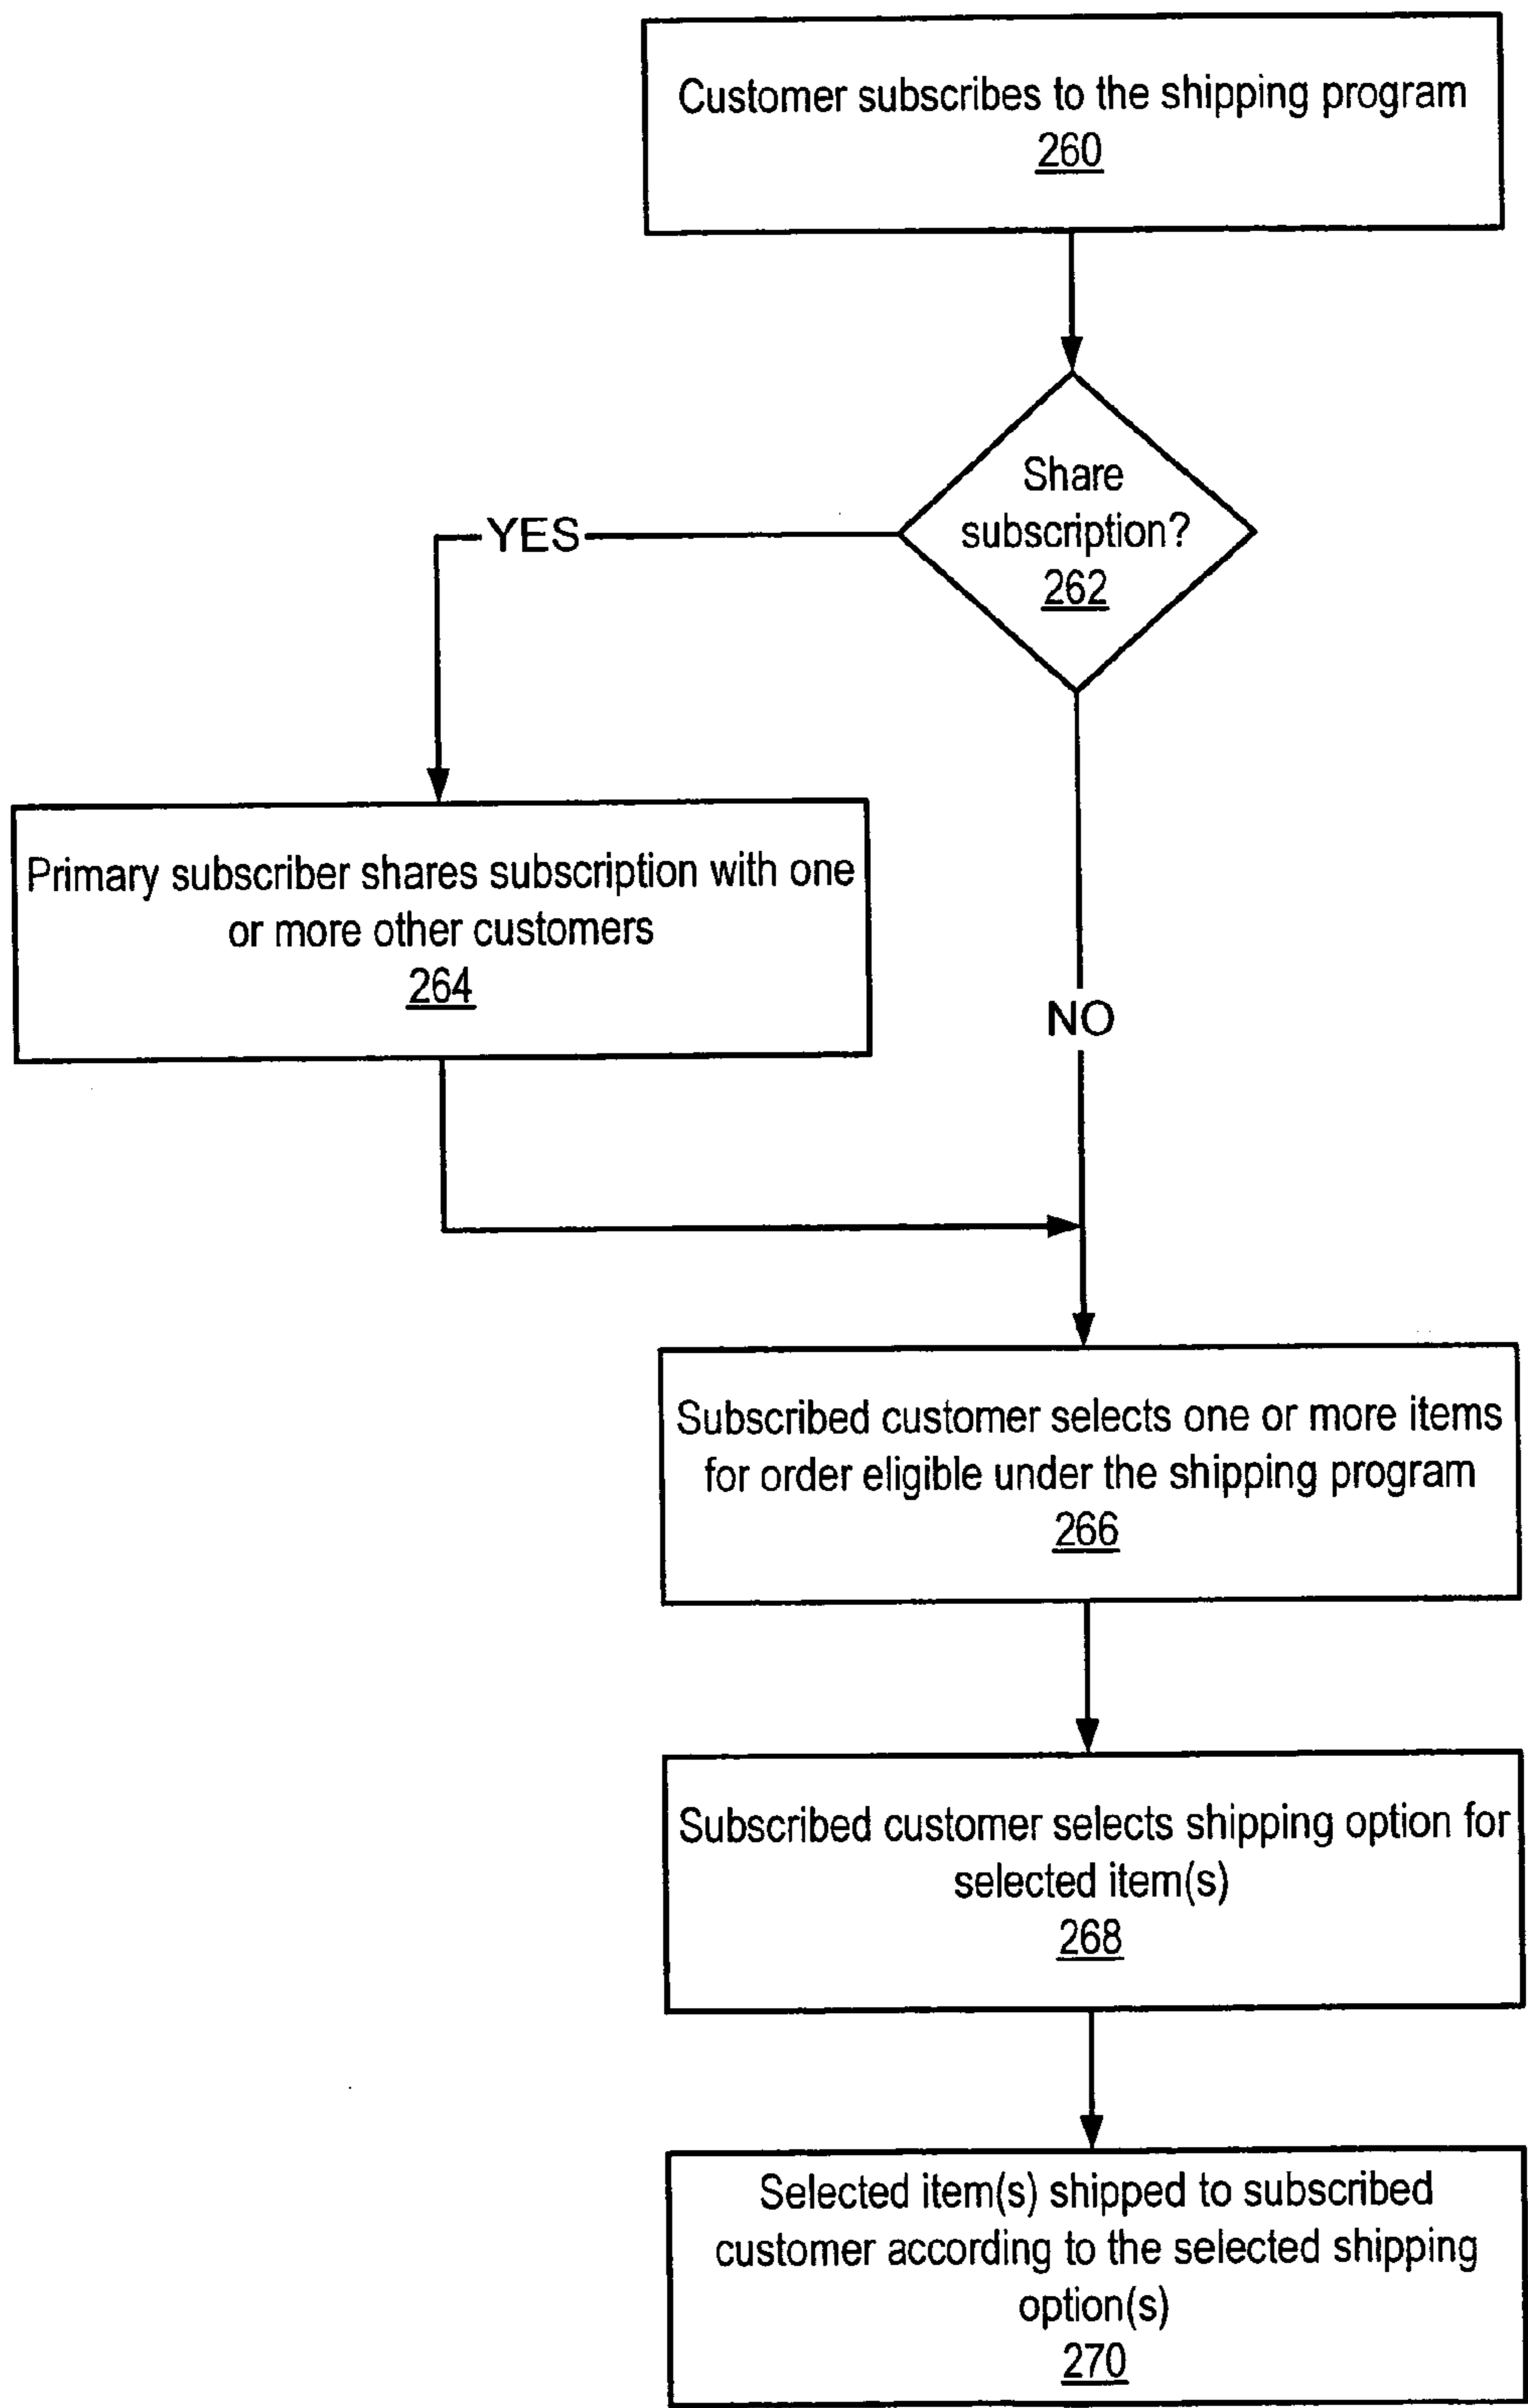 Customer subscribes to the shipping program
260
Share
subscription?
262
YES
Primary subscriber shares subscription with one
or more other customers
264
NO
Subscribed customer selects one or more items
for order eligible under the shipping program
266
Subscribed customer selects shipping option for
selected item(s)
268
Selected item(s) shipped to subscribed
customer according to the selected shipping
option(s)
270